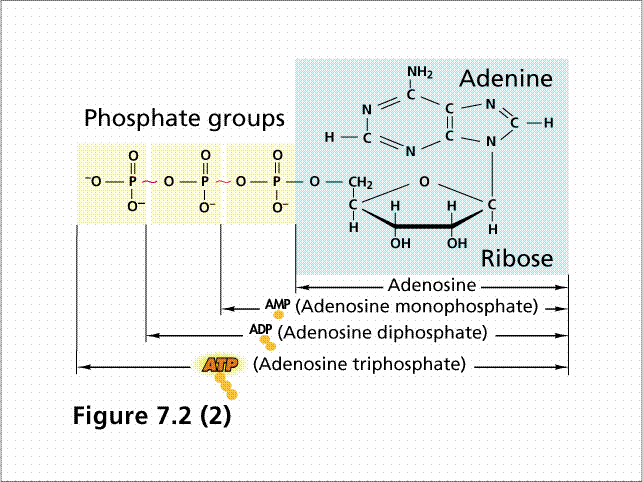 Adenine
Phosphate groups
NH2
C
N
C
N
C — H
H — C
C
N
N
O
O
O
⁻O — P ~ O — P ~ O — P — O — CH2
O⁻
O⁻
O⁻
O
C
H
H
C
H
H
OH
OH
Ribose
Adenosine
AMP (Adenosine monophosphate)
ADP (Adenosine diphosphate)
ATP (Adenosine triphosphate)
Figure 7.2 (2)